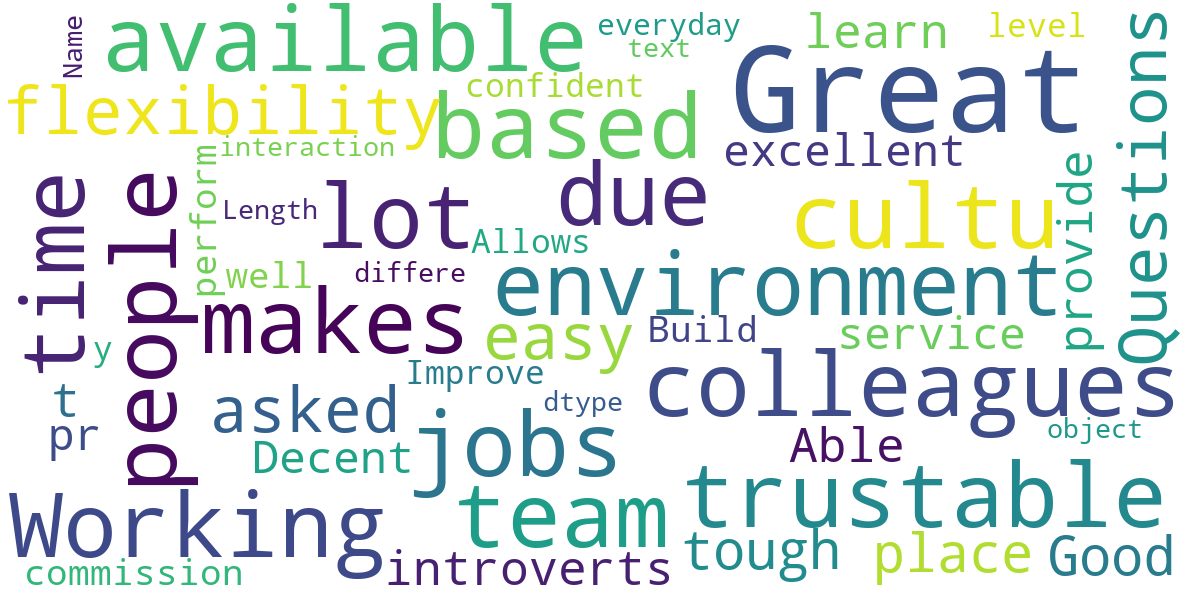 Name
available
everyday
text
learn
level
Great
Questions
flexibility
confident
based
interaction
excellent
perform
people
time
Length
lot
due
cultu
provide
Allows
well
differe
environment
makes
easy
Build
service
y
Improve
colleagues
t
asked
dtype
jobs
pr
Decent
Able
object
Working
team
trustable
tough
place
Good
commission
introverts